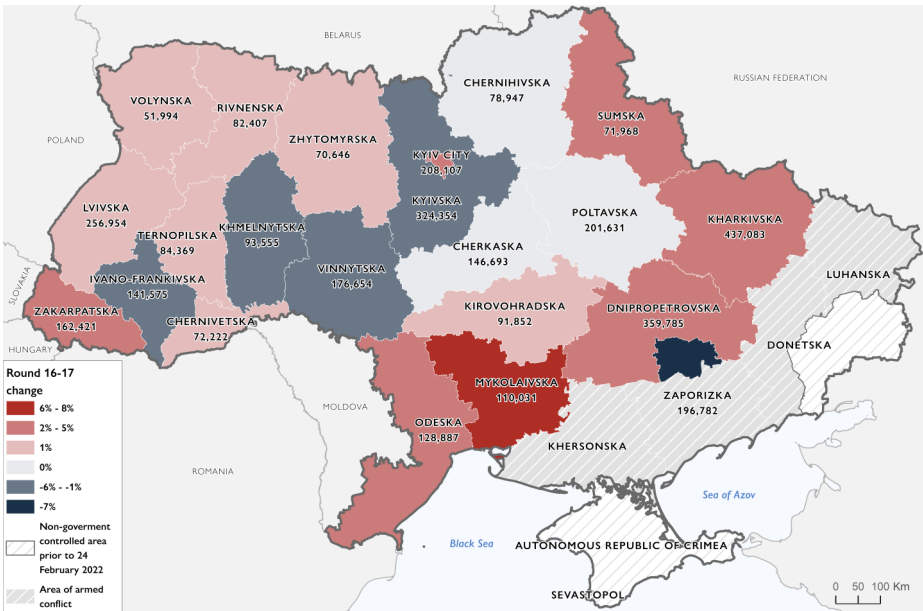 BELARUS
RUSSIAN FEDERATION
POLAND
SLOVAKIA
HUNGARY
MOLDOVA
ROMANIA
VOLYNSKA
51,994
RIVNENSKA
82,407
ZHYTOMYRSKA
70,646
CHERNIHIVSKA
78,947
SUMSKA
71,968
KYIV CITY
208,107
KYIVSKA
324,354
LVIVSKA
256,954
TERNOPILSKA
84,369
KHMELNYTSKA
93,555
VINNYTSKA
176,654
CHERKASKA
146,693
POLTAVSKA
201,631
KHARKIVSKA
437,083
LUHANSKA
IVANO-FRANKIVSKA
141,575
ZAKARPATSKA
162,421
CHERNIVETSKA
72,222
KIROVOHRADSKA
91,852
DNIPROPETROVSKA
359,785
DONETSKA
MYKOLAIVSKA
110,031
ZAPORIZKA
196,782
ODESKA
128,887
KHERSONSKA
Sea of Azov
Black Sea
AUTONOMOUS REPUBLIC OF CRIMEA
SEVASTOPOL
Round 16-17
change
6% - 8%
2% - 5%
1%
0%
-6% - -1%
-7%
Non-goverment
controlled area
prior to 24
February 2022
Area of armed
conflict
0 50 100 Km